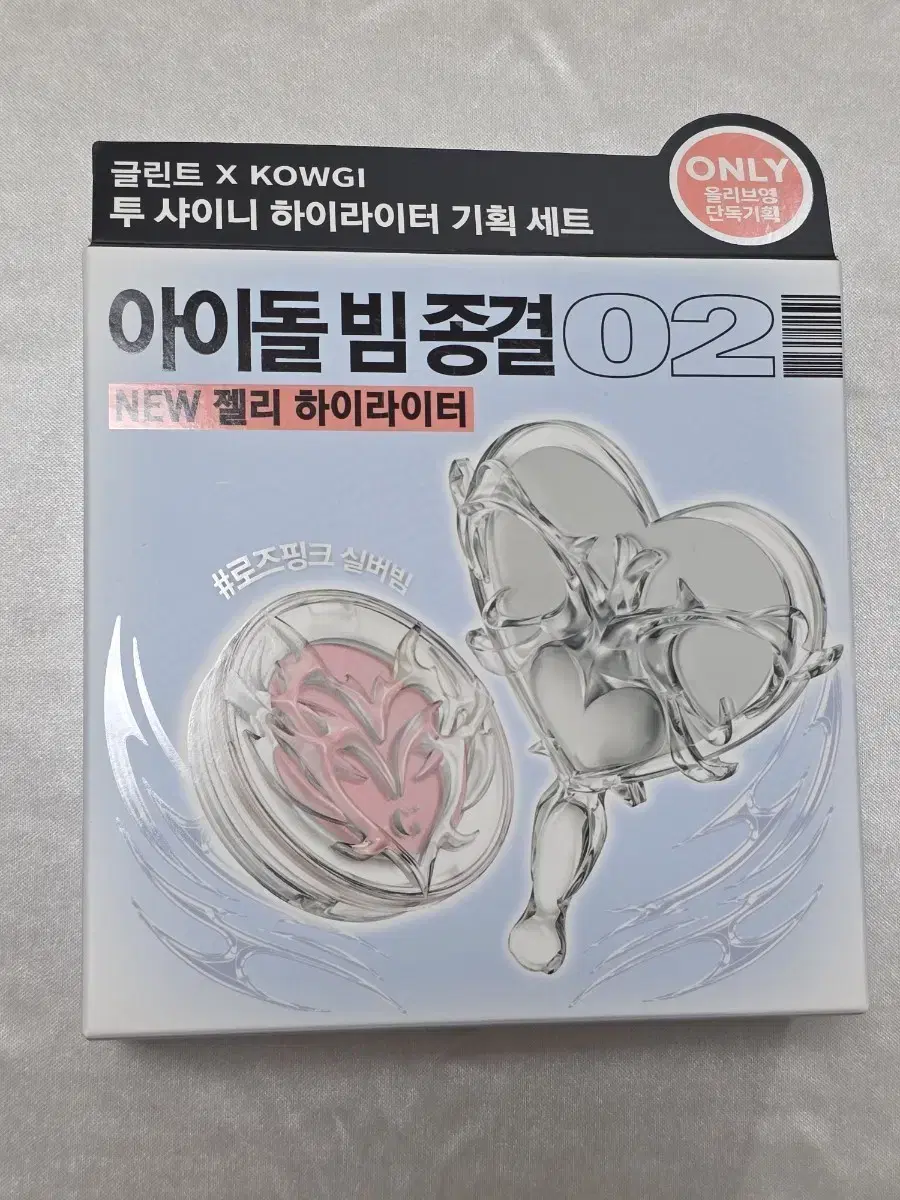 글린트 X KOWGI
투 샤이니 하이라이터 기획 세트
ONLY
올리브영
단독기획
아이돌 빔 종결 02
NEW 젤리 하이라이터
#로즈핑크 실버빔